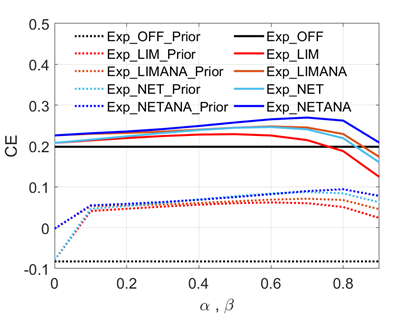 0.5
Exp_OFF_Prior Exp_OFF
Exp_LIM_Prior Exp_LIM
0.4
Exp_LIMANA_Prior Exp_LIMANA
Exp_NET_Prior Exp_NET
0.3
Exp_NETANA_Prior Exp_NETANA
CE
0.2
0.1
0
-0.1
0 0.2 0.4 0.6 0.8
α , β